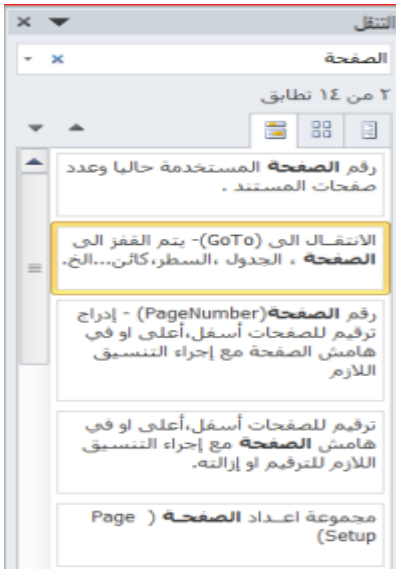 التنقل
الصفحة
٢ من ١٤ تطابق
رقم الصفحة المستخدمة حاليا وعدد
صفحات المستند .
الانتقـال الى (GoTo)- يتم القفز الى
الصفحة ، الجدول ،السطر،كائن...الخ.
رقم الصفحة(PageNumber) - إدراج
ترقيم للصفحات أسفل،أعلى او في
هامش الصفحة مع إجراء التنسيق
اللازم
ترقيم للصفحات أسفل،أعلى او في
هامش الصفحة مع إجراء التنسيق
اللازم للترقيم او إزالته.
مجموعة اعـداد الصفحـة ( Page
Setup)